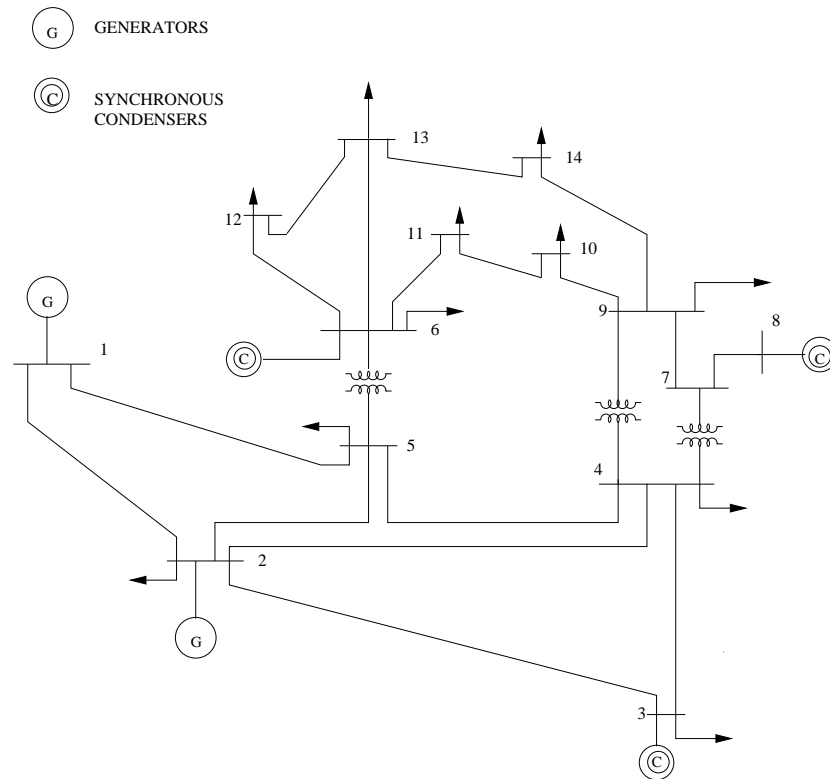 G GENERATORS
C SYNCHRONOUS
CONDENSERS
13
14
12
11
10
G
9
8
6
1
C
C
7
5
4
2
G
3
C